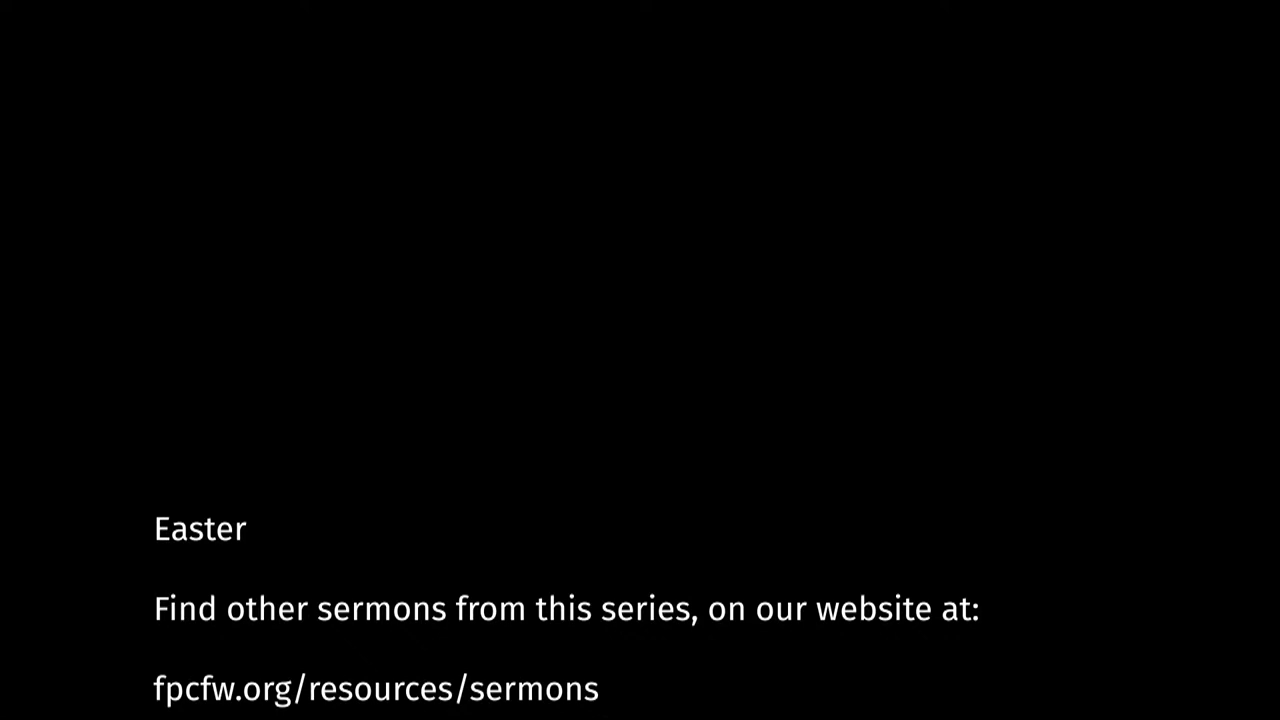 Easter
Find other sermons from this series, on our website at:
fpcfw.org/resources/sermons